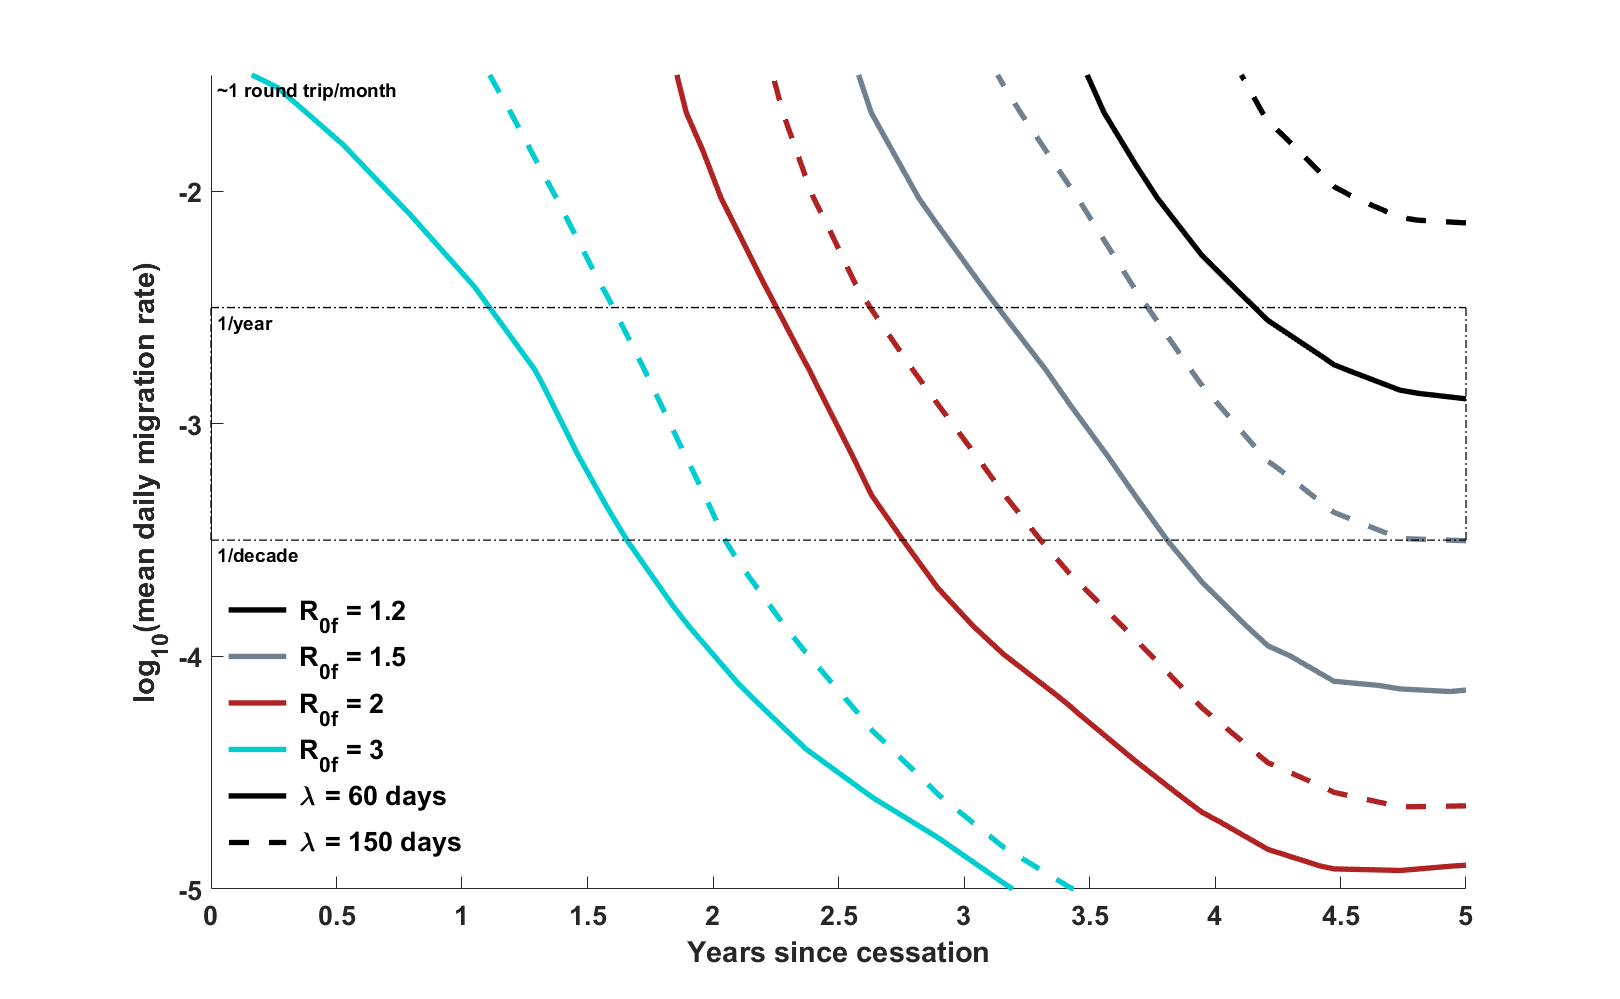 ~1 round trip/month
-2
1/year
-3
1/decade
-4
-5
log10(mean daily migration rate)
R0f = 1.2
R0f = 1.5
R0f = 2
R0f = 3
λ = 60 days
λ = 150 days
0 0.5 1 1.5 2 2.5 3 3.5 4 4.5 5
Years since cessation